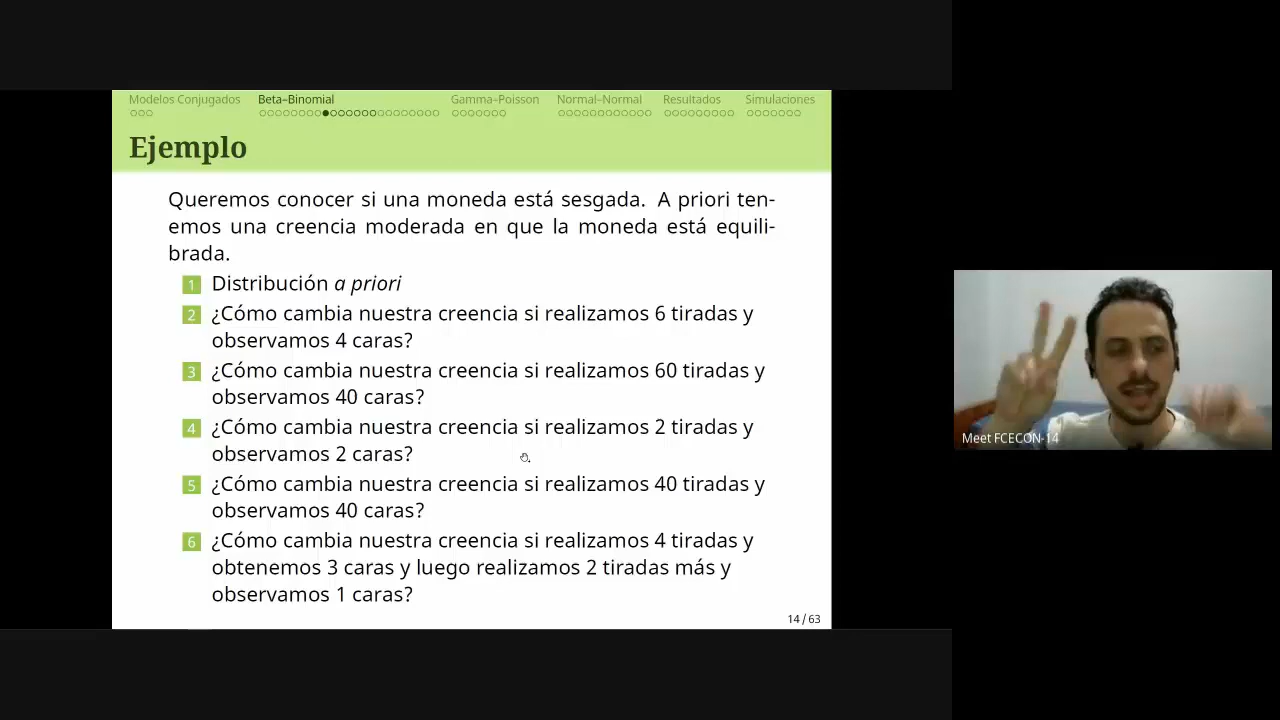 Modelos Conjugados Beta–Binomial Gamma–Poisson Normal–Normal Resultados Simulaciones
Ejemplo
Queremos conocer si una moneda está sesgada. A priori ten-
emos una creencia moderada en que la moneda está equili-
brada.
1 Distribución a priori
2 ¿Cómo cambia nuestra creencia si realizamos 6 tiradas y
observamos 4 caras?
3 ¿Cómo cambia nuestra creencia si realizamos 60 tiradas y
observamos 40 caras?
4 ¿Cómo cambia nuestra creencia si realizamos 2 tiradas y
observamos 2 caras?
5 ¿Cómo cambia nuestra creencia si realizamos 40 tiradas y
observamos 40 caras?
6 ¿Cómo cambia nuestra creencia si realizamos 4 tiradas y
obtenemos 3 caras y luego realizamos 2 tiradas más y
observamos 1 caras?
14 / 63
Meet FCECON-14